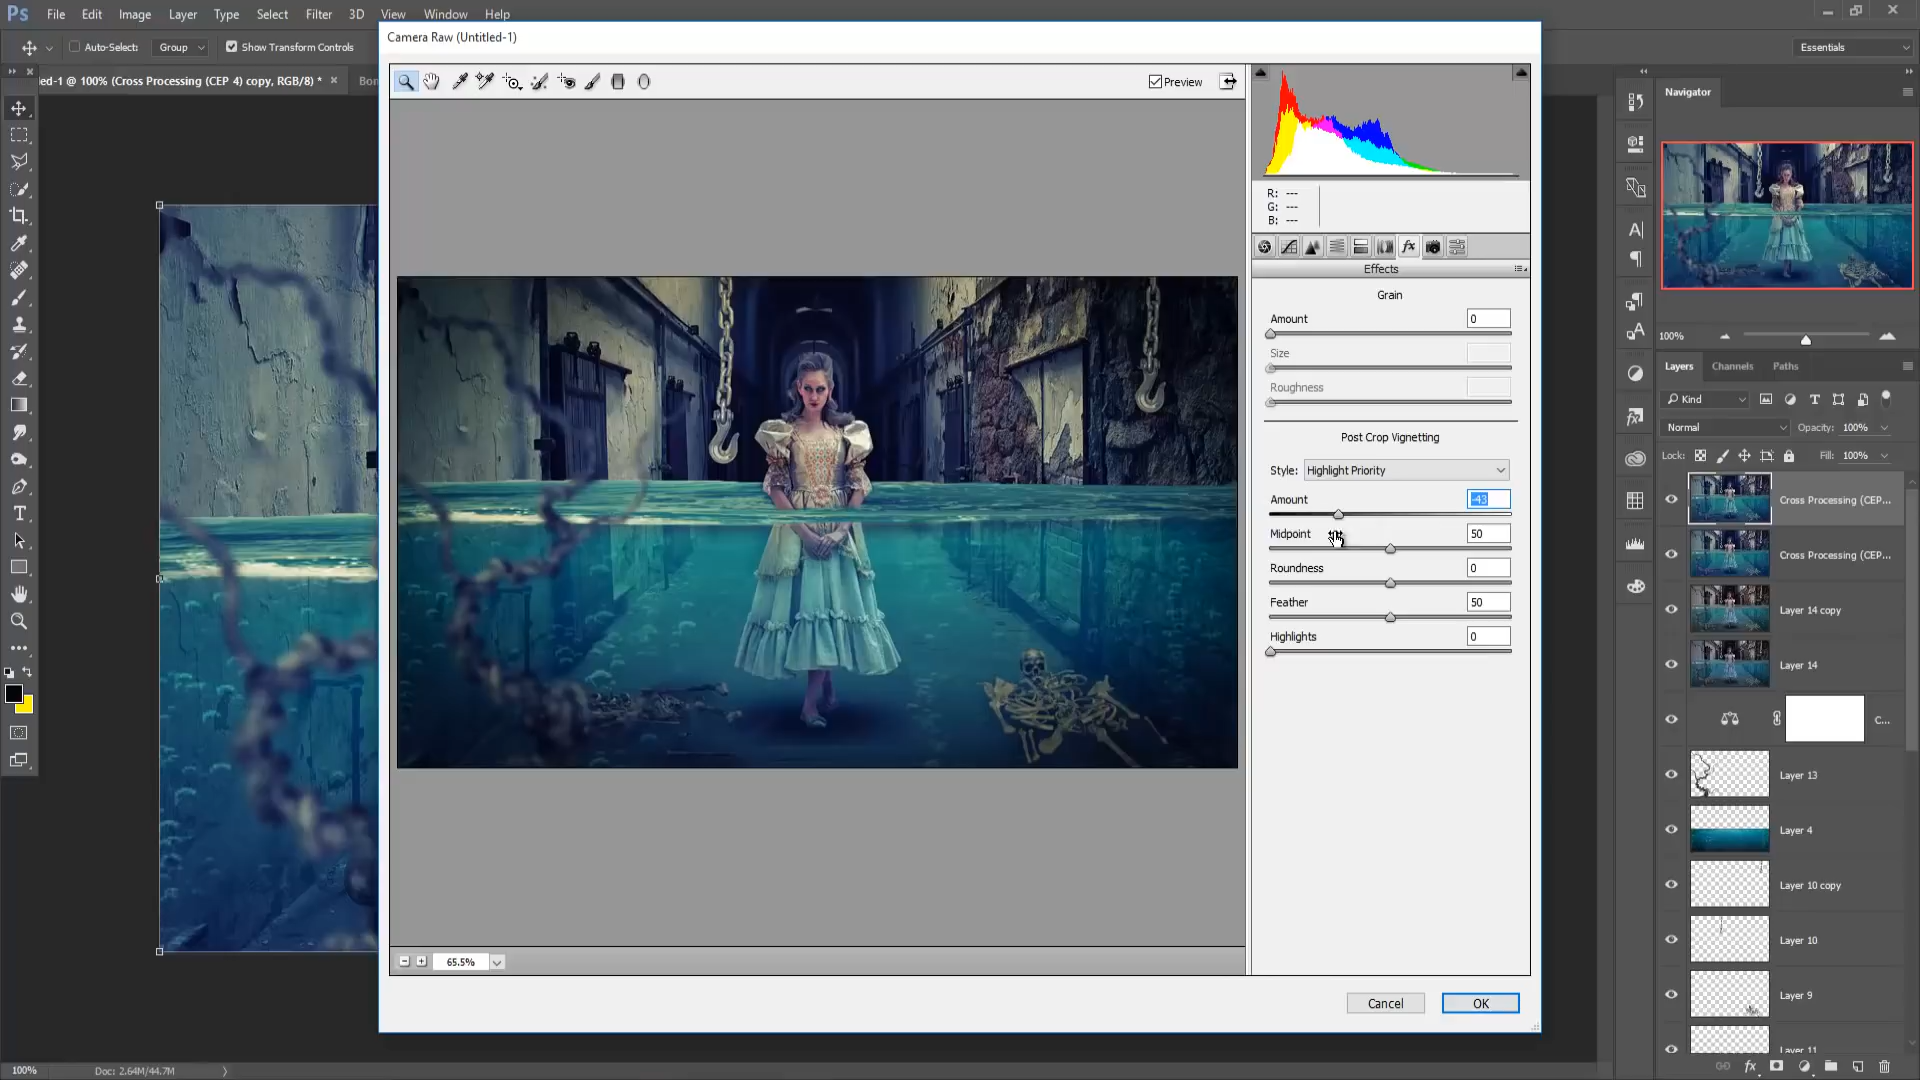 Ps File Edit Image Layer Type Select Filter 3D View Window Help
Auto-Select: Group Show Transform Controls
Essentials
ed-1 @ 100% (Cross Processing (CEP 4) copy, RGB/8) * × Bon
Camera Raw (Untitled-1)
Preview
R: ---
G: ---
B: ---
fx
Effects
Grain
Amount 0
Size
Roughness
Post Crop Vignetting
Style: Highlight Priority
Amount -43
Midpoint 50
Roundness 0
Feather 50
Highlights 0
65.5%
Cancel OK
Navigator
100%
Layers Channels Paths
Kind
Normal Opacity: 100%
Lock: Fill: 100%
Cross Processing (CEP...
Cross Processing (CEP...
Layer 14 copy
Layer 14
C...
Layer 13
Layer 4
Layer 10 copy
Layer 10
Layer 9
Layer 11
100% Doc: 2.64M/44.7M